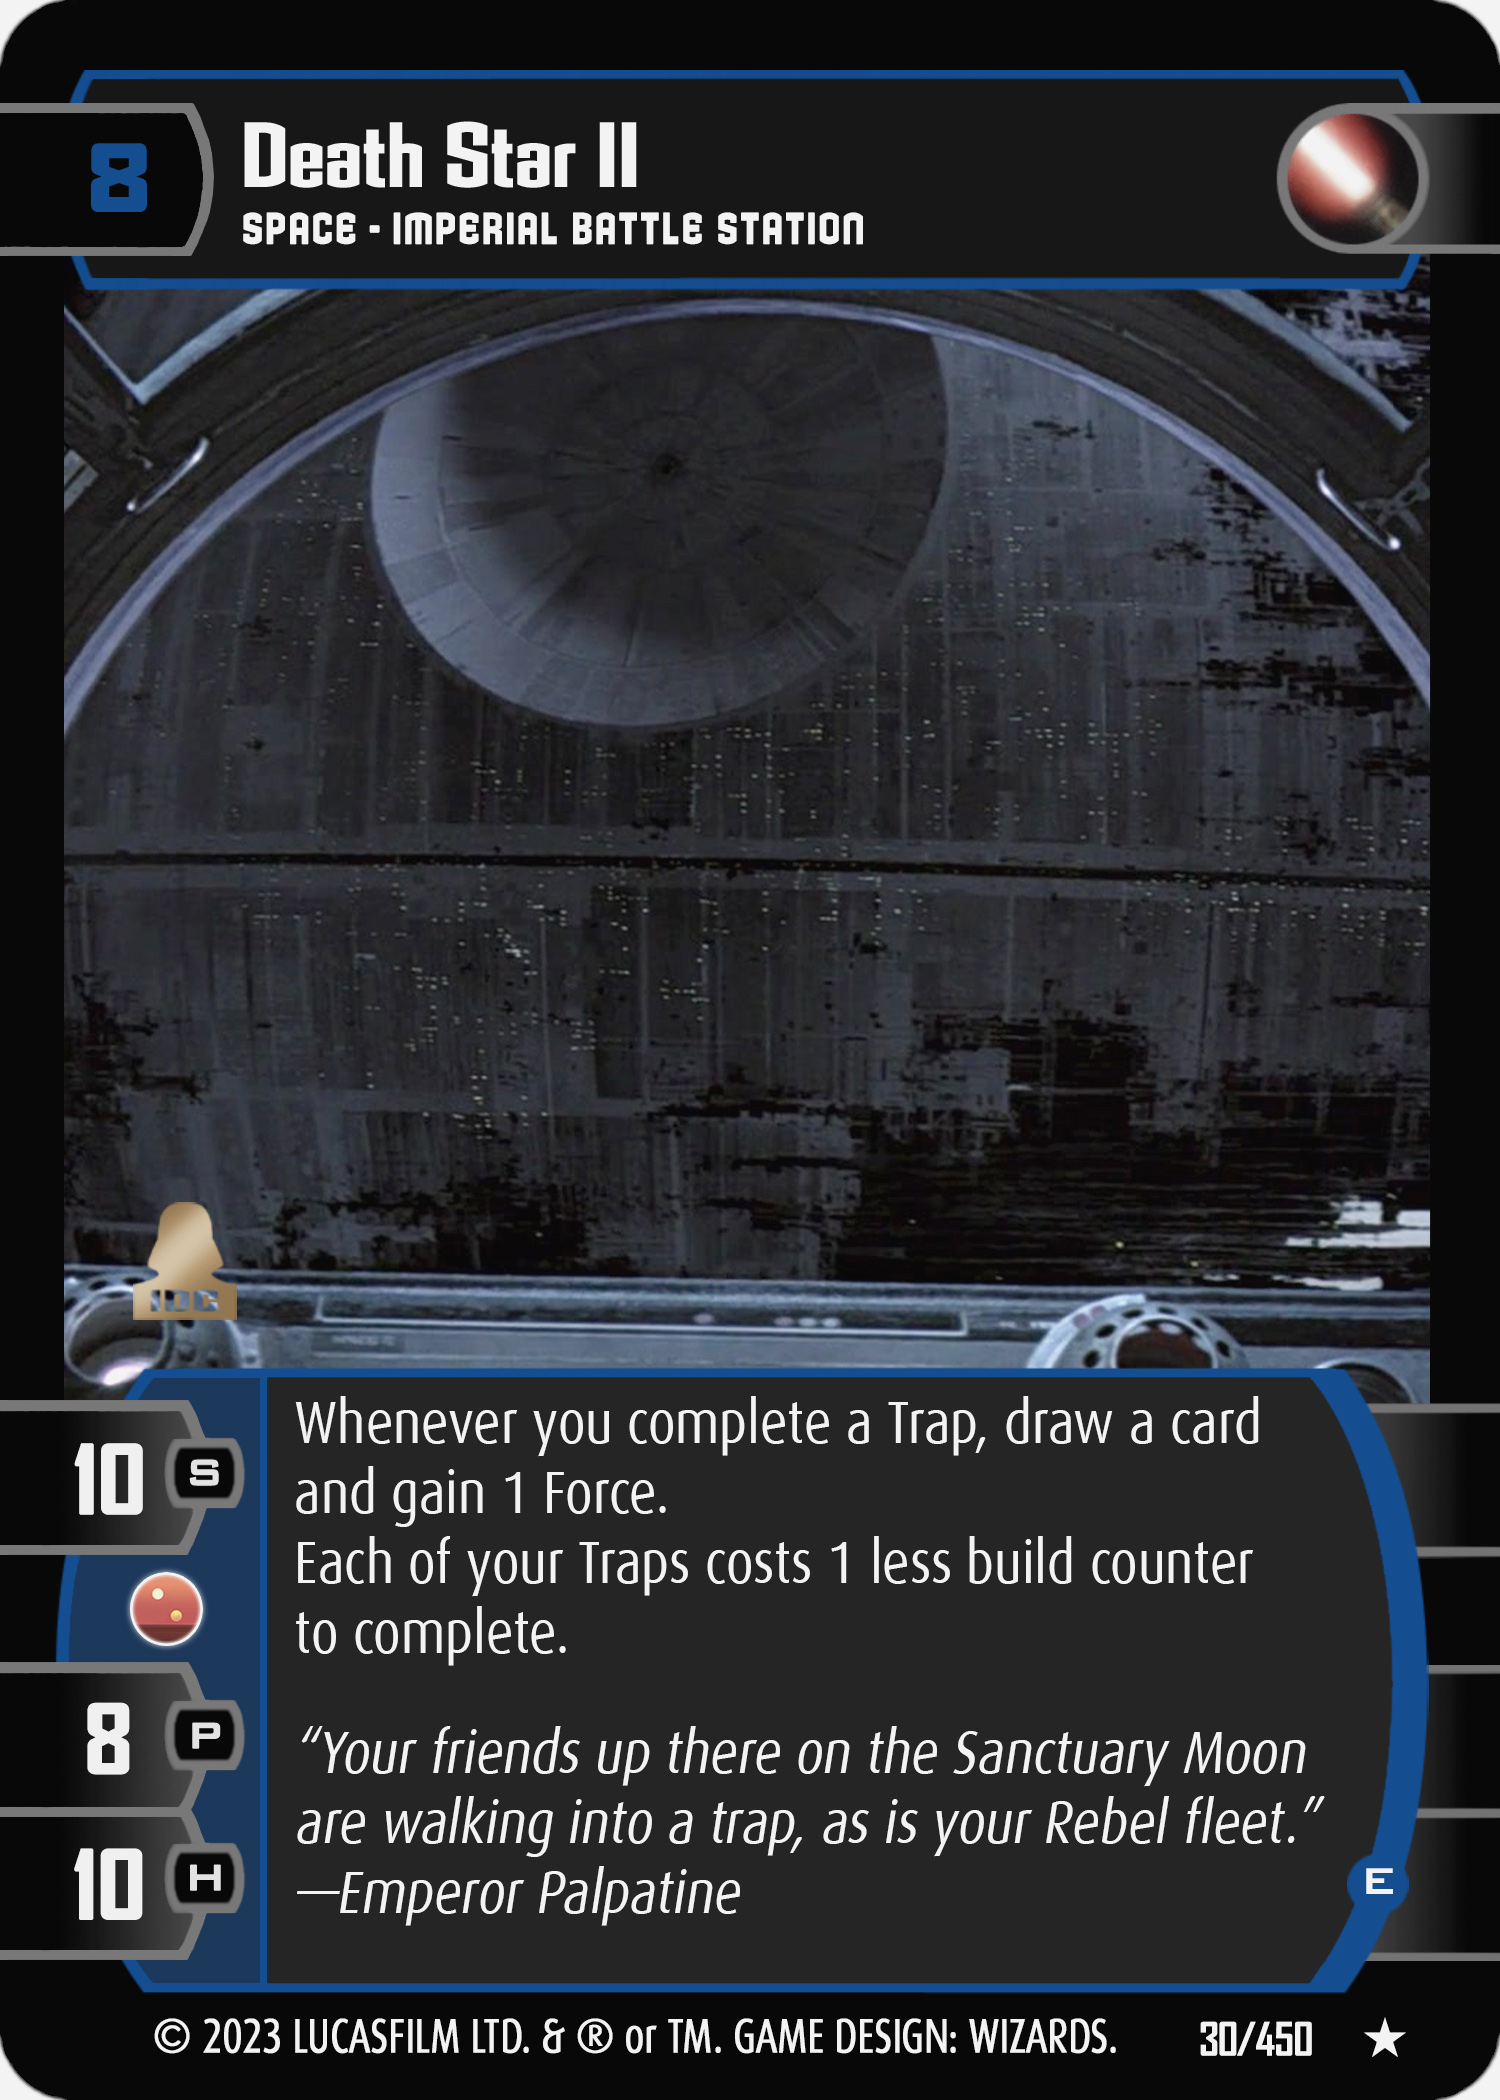 8
Death Star II
SPACE - IMPERIAL BATTLE STATION
IDC
10 S
Whenever you complete a Trap, draw a card
and gain 1 Force.
Each of your Traps costs 1 less build counter
to complete.
8 P
“Your friends up there on the Sanctuary Moon
are walking into a trap, as is your Rebel fleet.”
10 H
—Emperor Palpatine
E
© 2023 LUCASFILM LTD. & ® or TM. GAME DESIGN: WIZARDS. 30/450 ★